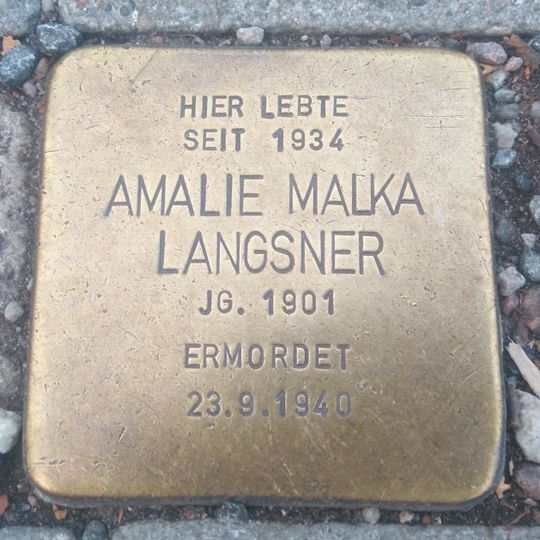 HIER LEBTE
SEIT 1934
AMALIE MALKA
LANGSNER
JG. 1901
ERMORDET
23.9.1940